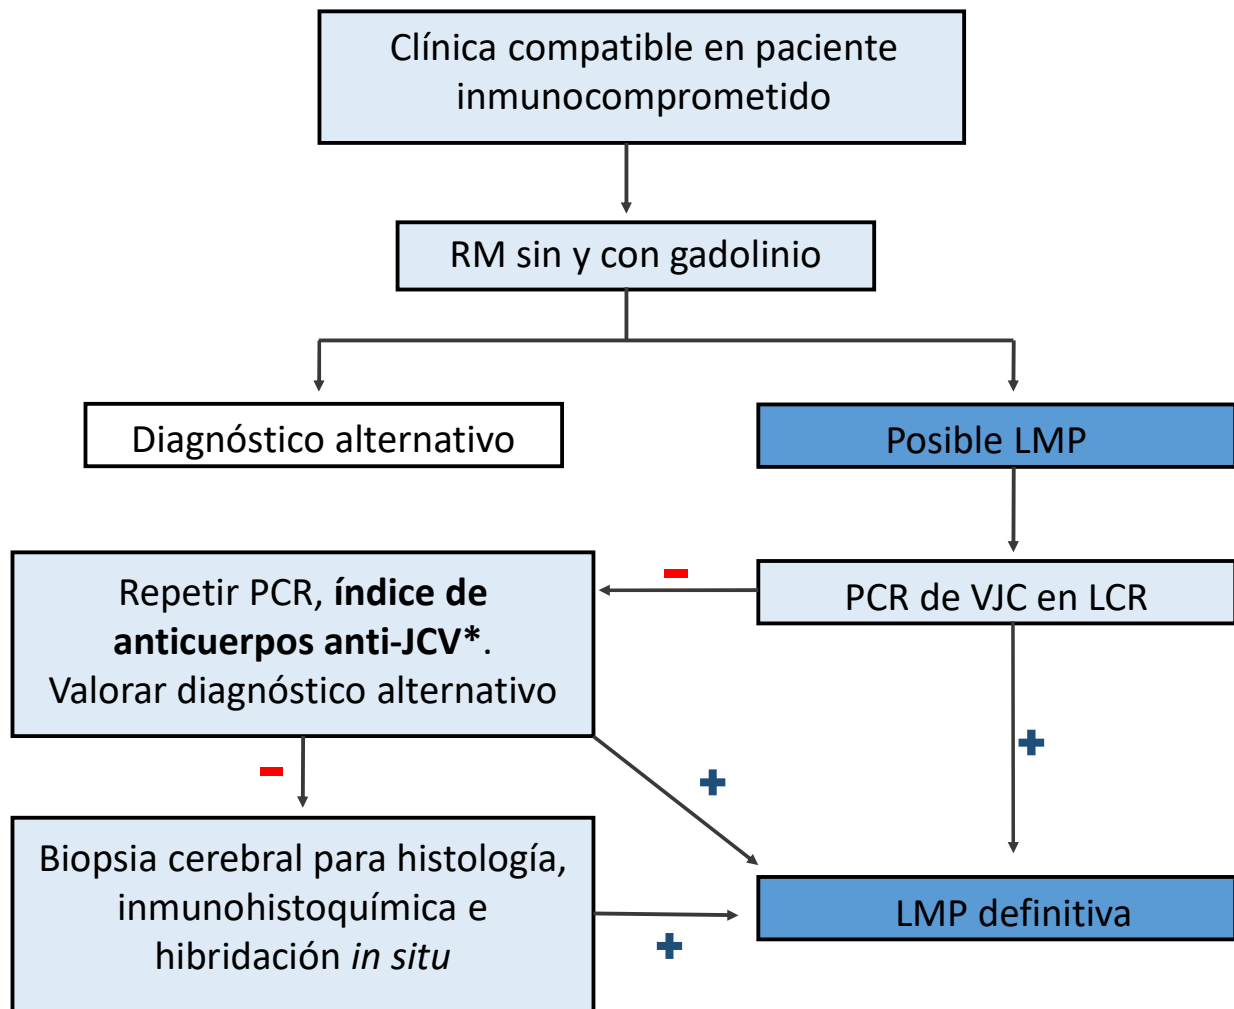 Clínica compatible en paciente
inmunocomprometido
RM sin y con gadolinio
Diagnóstico alternativo
Posible LMP
Repetir PCR, índice de
anticuerpos anti-JCV*.
Valorar diagnóstico alternativo
-
PCR de VJC en LCR
-
+
+
Biopsia cerebral para histología,
inmunohistoquímica e
hibridación in situ
+
LMP definitiva